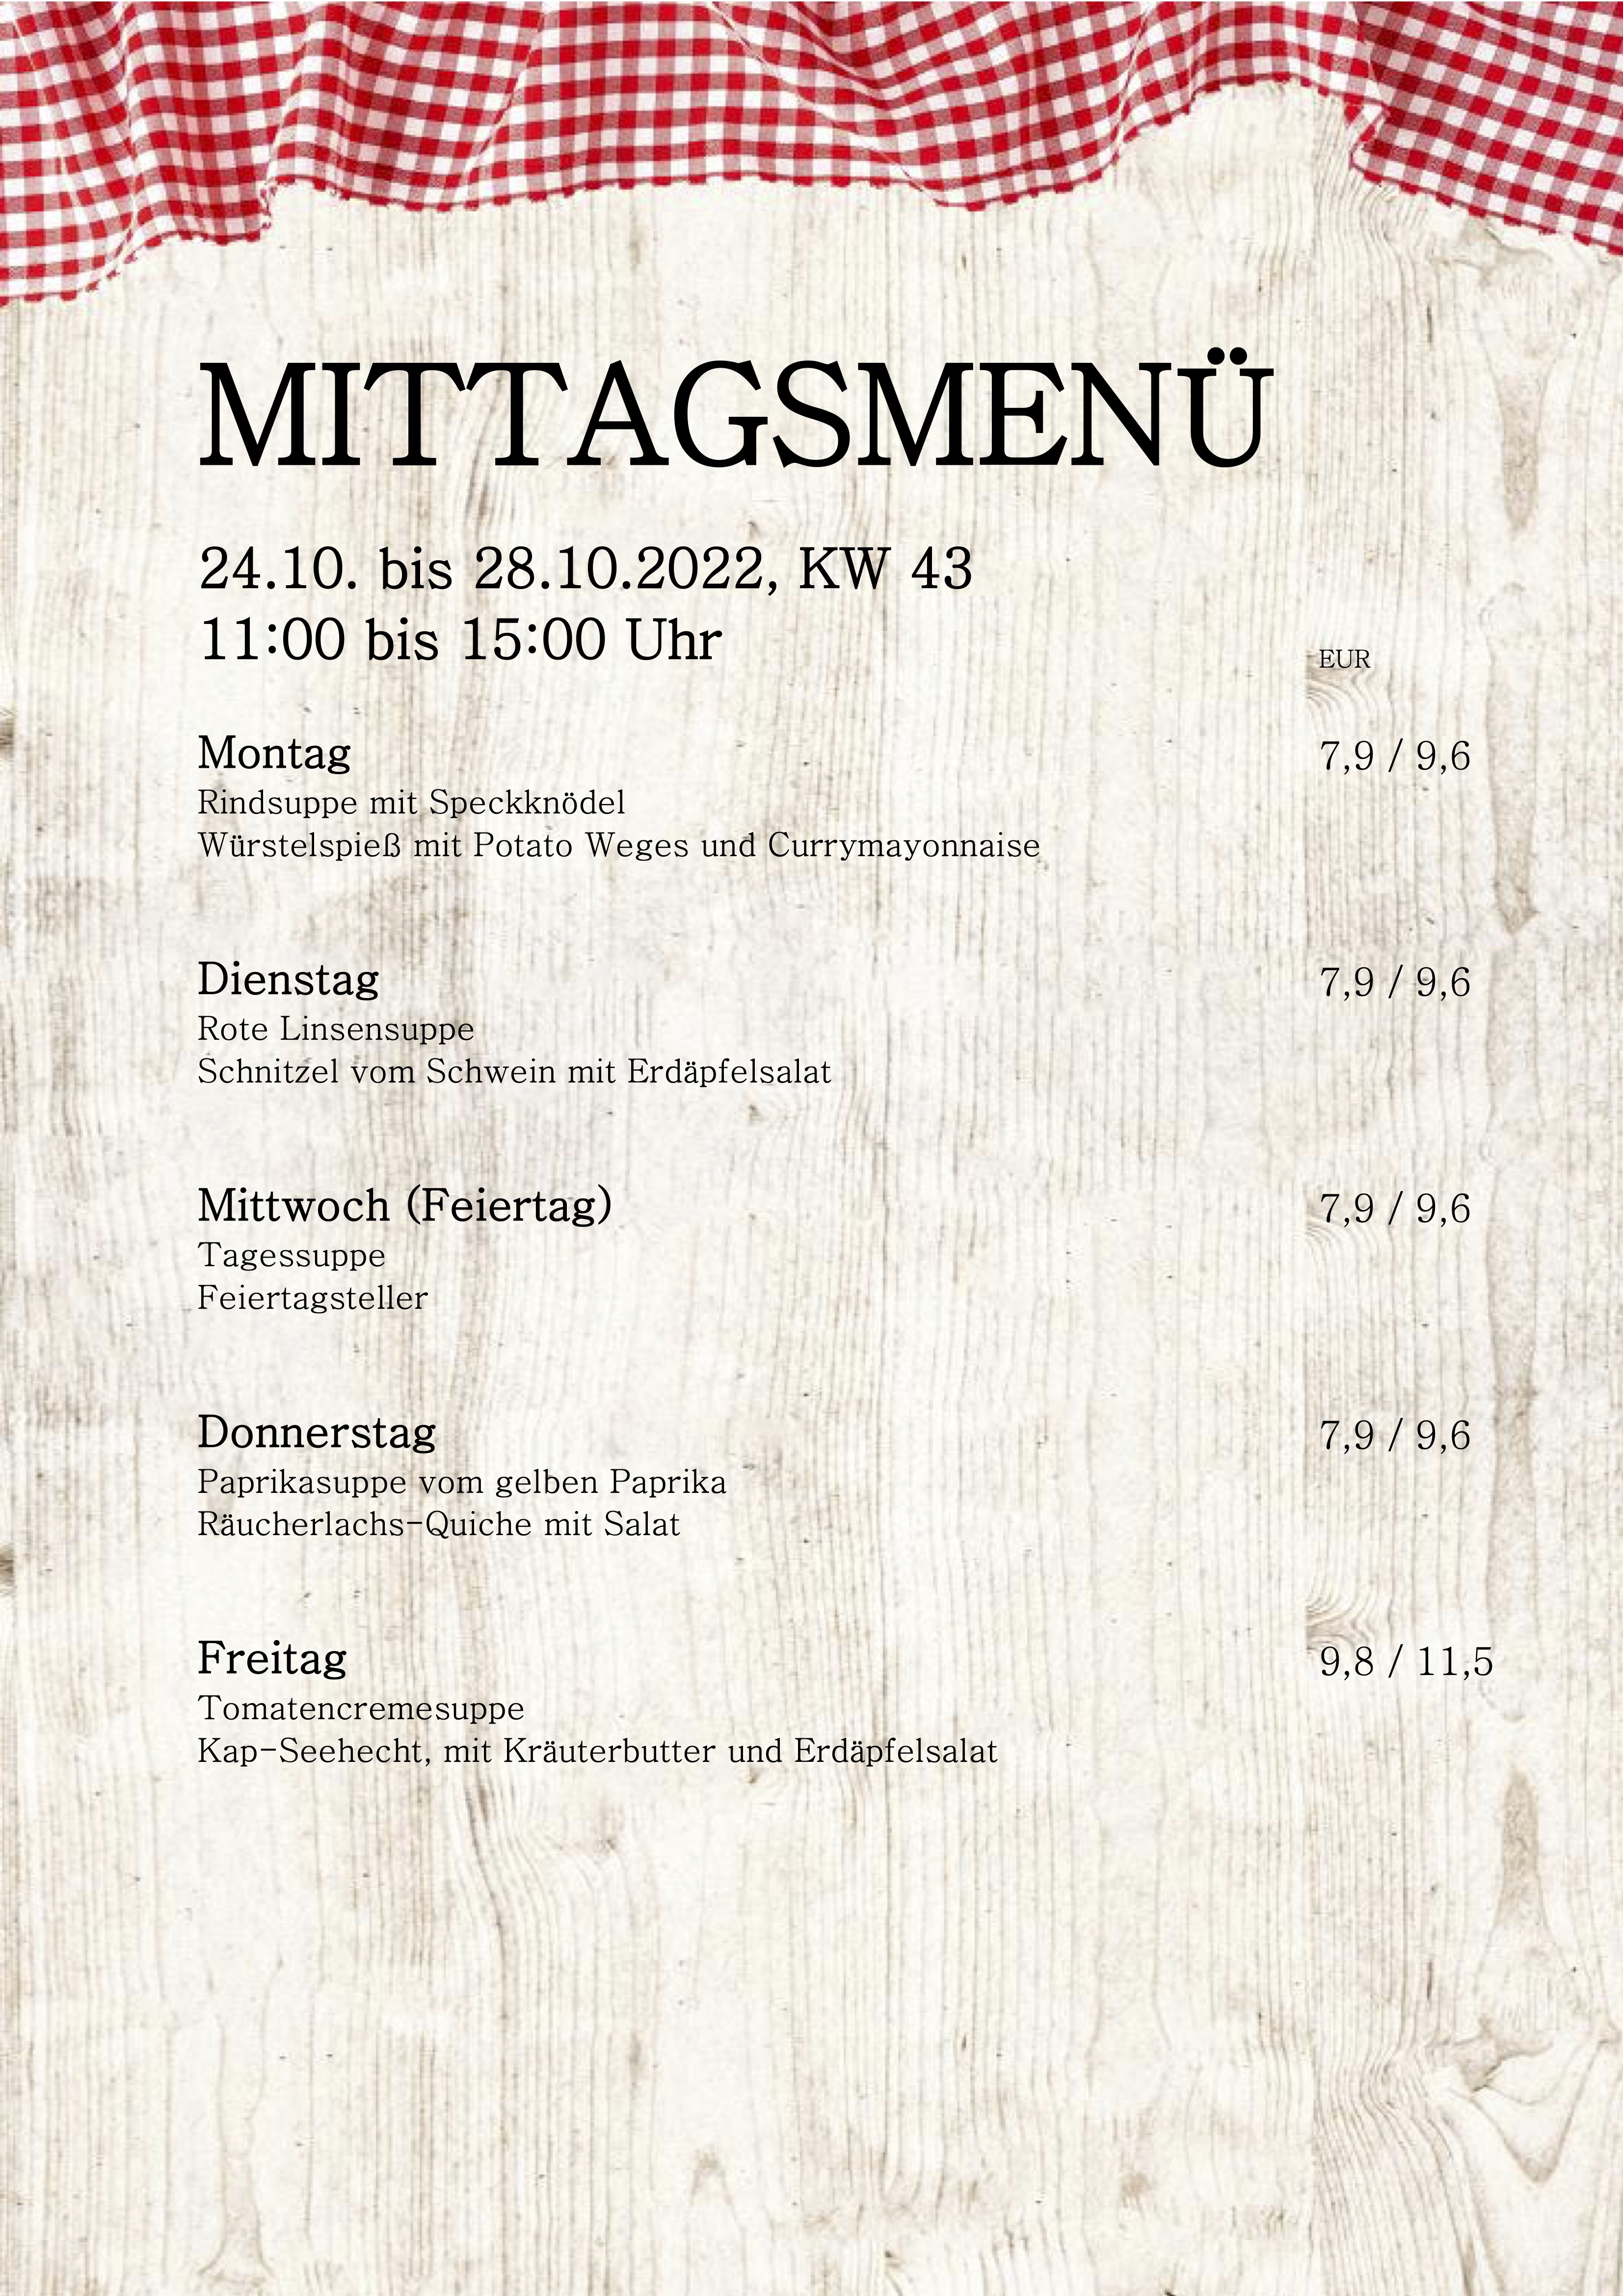 MITTAGSMENÜ
24.10. bis 28.10.2022, KW 43
11:00 bis 15:00 Uhr
EUR
Montag 7,9 / 9,6
Rindsuppe mit Speckknödel
Würstelspieß mit Potato Weges und Currymayonnaise
Dienstag 7,9 / 9,6
Rote Linsensuppe
Schnitzel vom Schwein mit Erdäpfelsalat
Mittwoch (Feiertag) 7,9 / 9,6
Tagessuppe
Feiertagsteller
Donnerstag 7,9 / 9,6
Paprikasuppe vom gelben Paprika
Räucherlachs-Quiche mit Salat
Freitag 9,8 / 11,5
Tomatencremesuppe
Kap-Seehecht, mit Kräuterbutter und Erdäpfelsalat